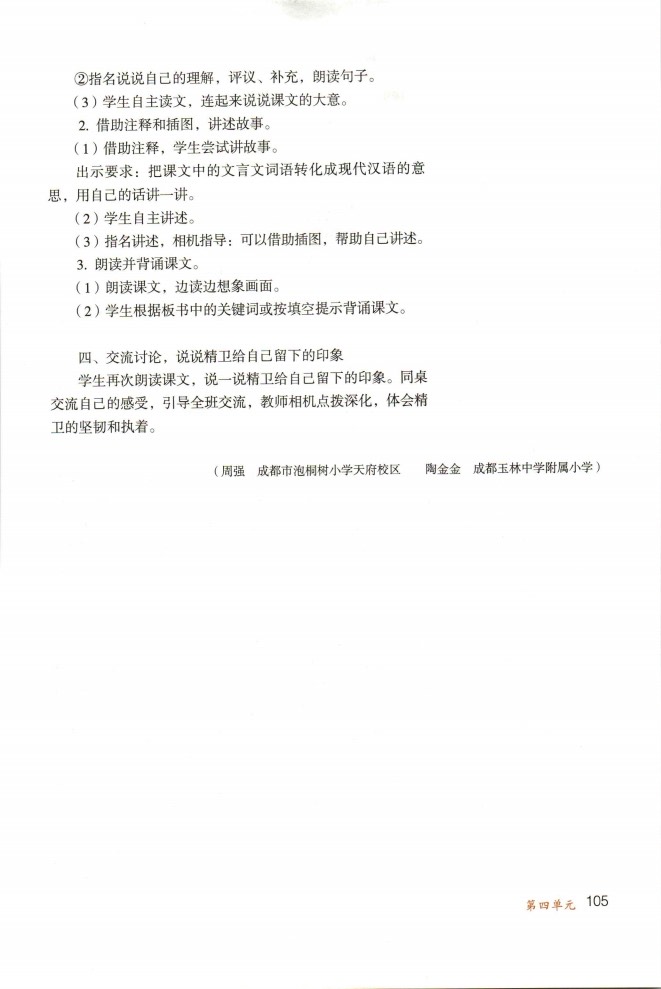 ②指名说说自己的理解，评议、补充，朗读句子。
（3）学生自主读文，连起来说说课文的大意。
2. 借助注释和插图，讲述故事。
（1）借助注释，学生尝试讲故事。
出示要求：把课文中的文言文词语转化成现代汉语的意
思，用自己的话讲一讲。
（2）学生自主讲述。
（3）指名讲述，相机指导：可以借助插图，帮助自己讲述。
3. 朗读并背诵课文。
（1）朗读课文，边读边想象画面。
（2）学生根据板书中的关键词或按填空提示背诵课文。
四、交流讨论，说说精卫给自己留下的印象
学生再次朗读课文，说一说精卫给自己留下的印象。同桌
交流自己的感受，引导全班交流，教师相机点拨深化，体会精
卫的坚韧和执着。
（周强　成都市泡桐树小学天府校区　　陶金金　成都玉林中学附属小学）
第四单元 105